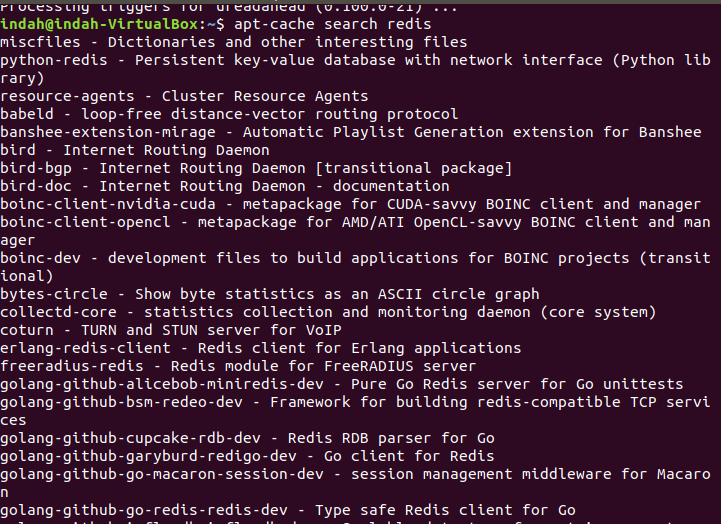 Processing triggers for ureadahead (0.100.0-21) ...
indah@indah-VirtualBox:~$ apt-cache search redis
miscfiles - Dictionaries and other interesting files
python-redis - Persistent key-value database with network interface (Python lib
rary)
resource-agents - Cluster Resource Agents
babeld - loop-free distance-vector routing protocol
banshee-extension-mirage - Automatic Playlist Generation extension for Banshee
bird - Internet Routing Daemon
bird-bgp - Internet Routing Daemon [transitional package]
bird-doc - Internet Routing Daemon - documentation
boinc-client-nvidia-cuda - metapackage for CUDA-savvy BOINC client and manager
boinc-client-opencl - metapackage for AMD/ATI OpenCL-savvy BOINC client and man
ager
boinc-dev - development files to build applications for BOINC projects (transit
ional)
bytes-circle - Show byte statistics as an ASCII circle graph
collectd-core - statistics collection and monitoring daemon (core system)
coturn - TURN and STUN server for VoIP
erlang-redis-client - Redis client for Erlang applications
freeradius-redis - Redis module for FreeRADIUS server
golang-github-alicebob-miniredis-dev - Pure Go Redis server for Go unittests
golang-github-bsm-redeo-dev - Framework for building redis-compatible TCP servi
ces
golang-github-cupcake-rdb-dev - Redis RDB parser for Go
golang-github-garyburd-redigo-dev - Go client for Redis
golang-github-go-macaron-session-dev - session management middleware for Macaro
n
golang-github-go-redis-redis-dev - Type safe Redis client for Go